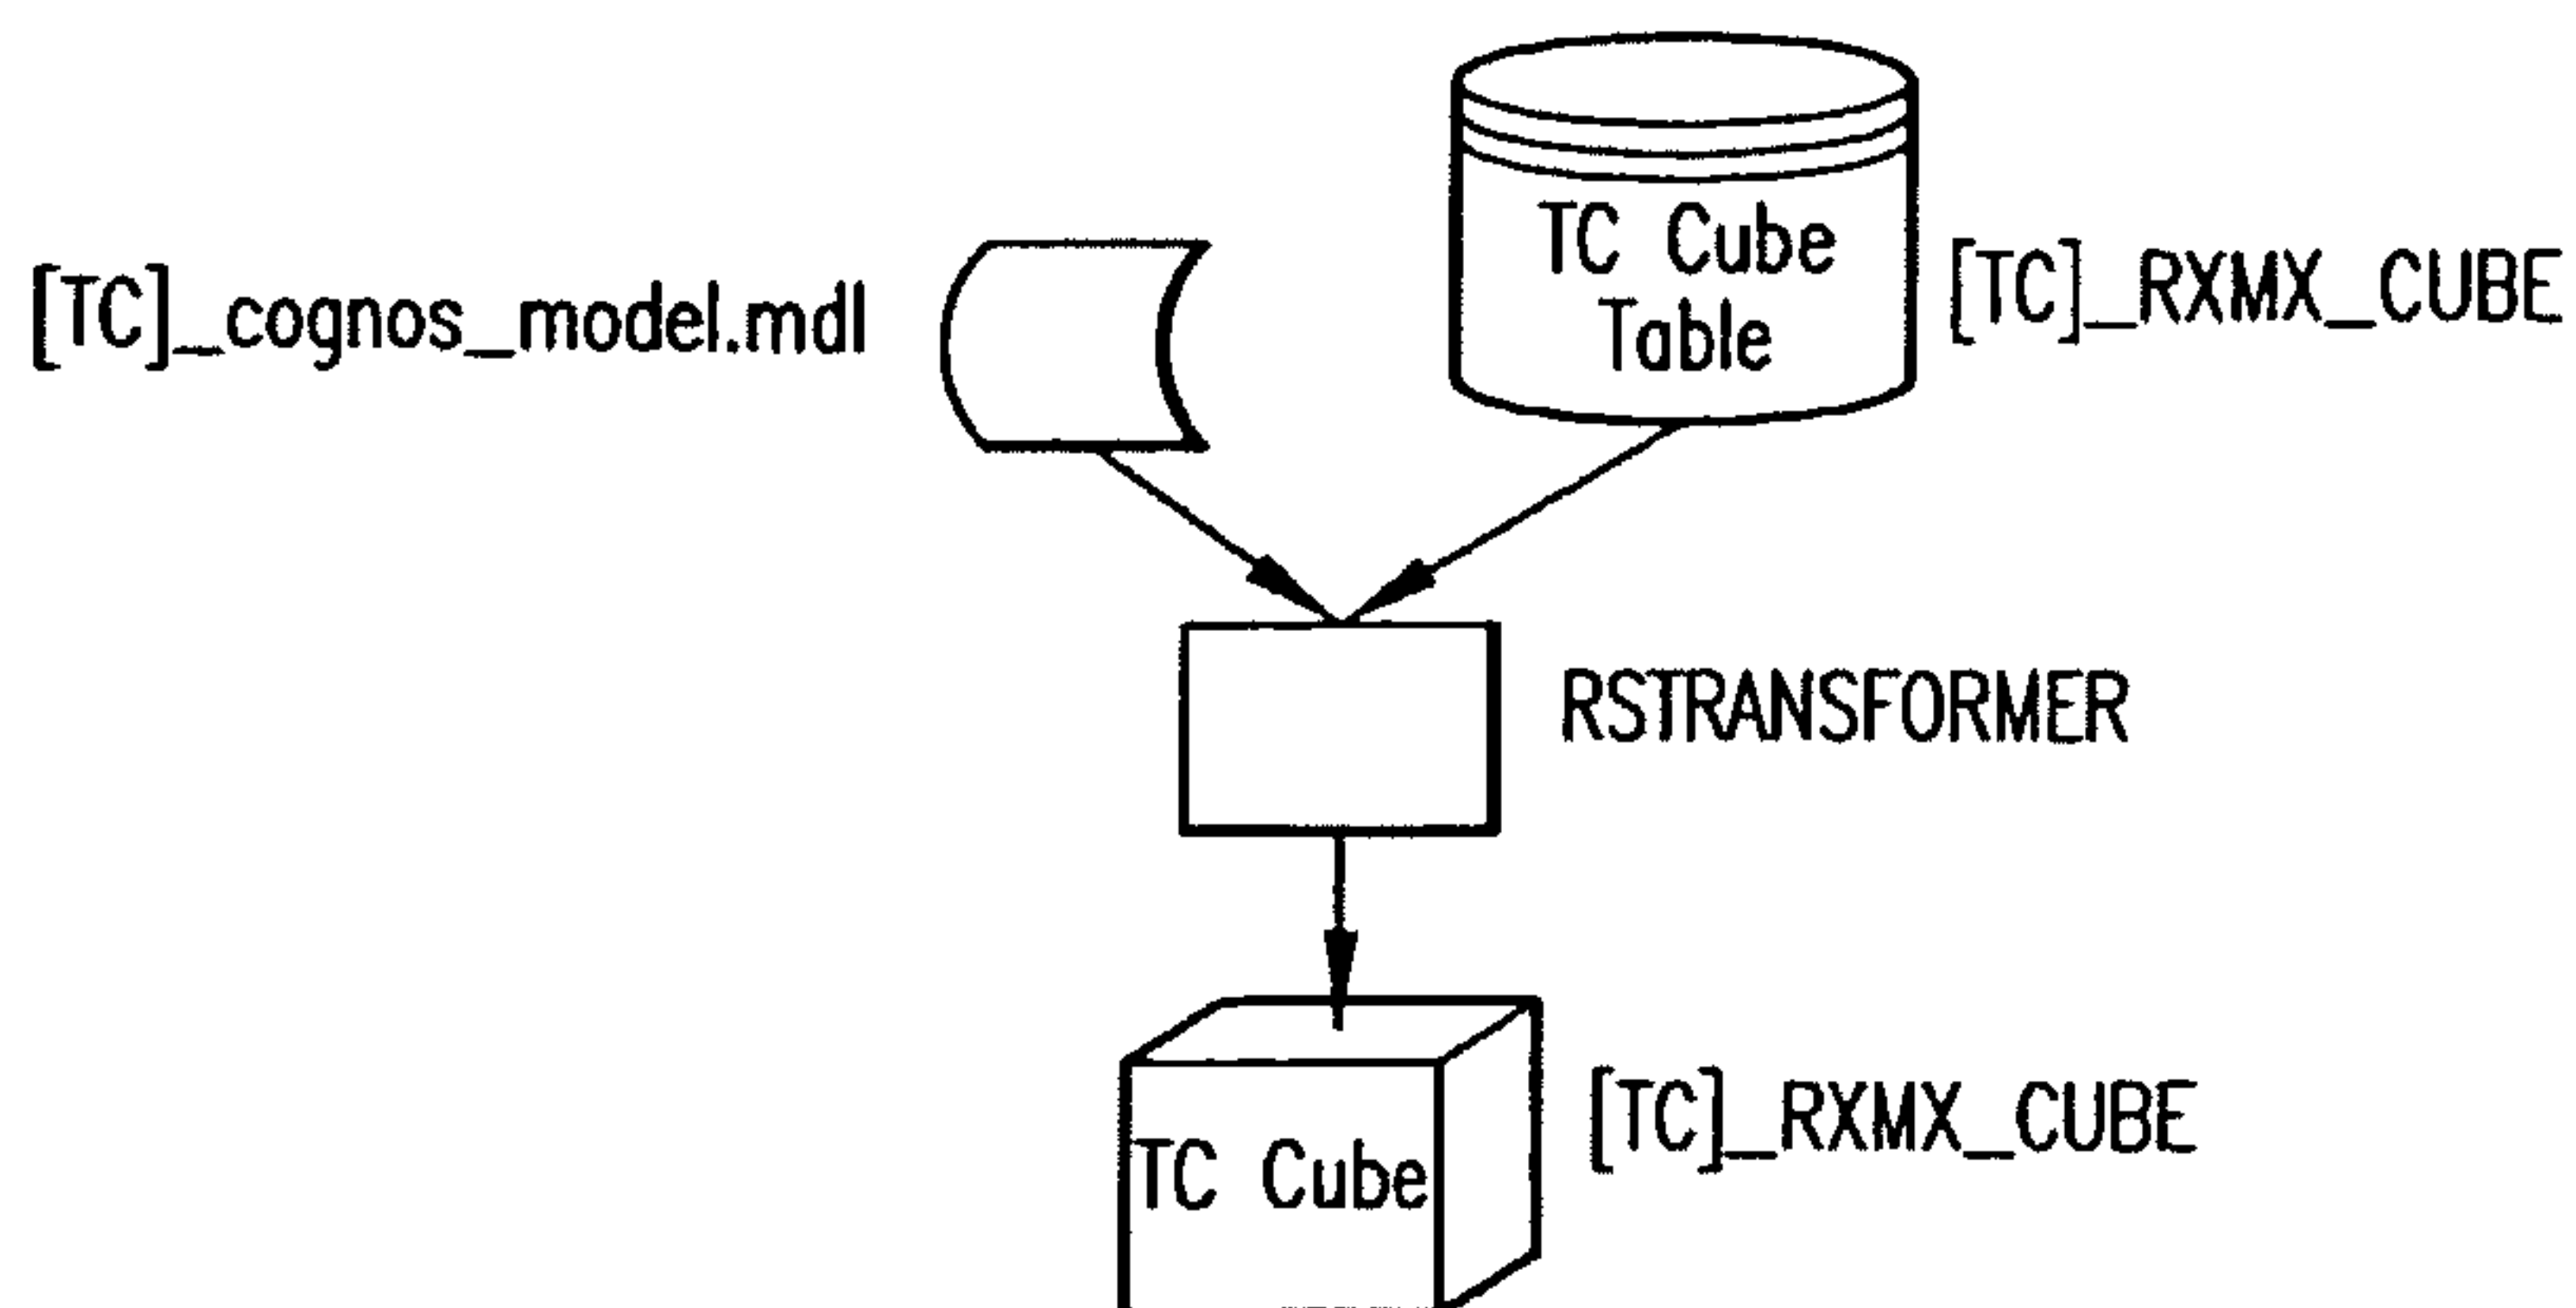 TC Cube
Table
[TC]_cognos_model.mdl
[TC]_RXMX_CUBE
RSTRANSFORMER
TC Cube
[TC]_RXMX_CUBE